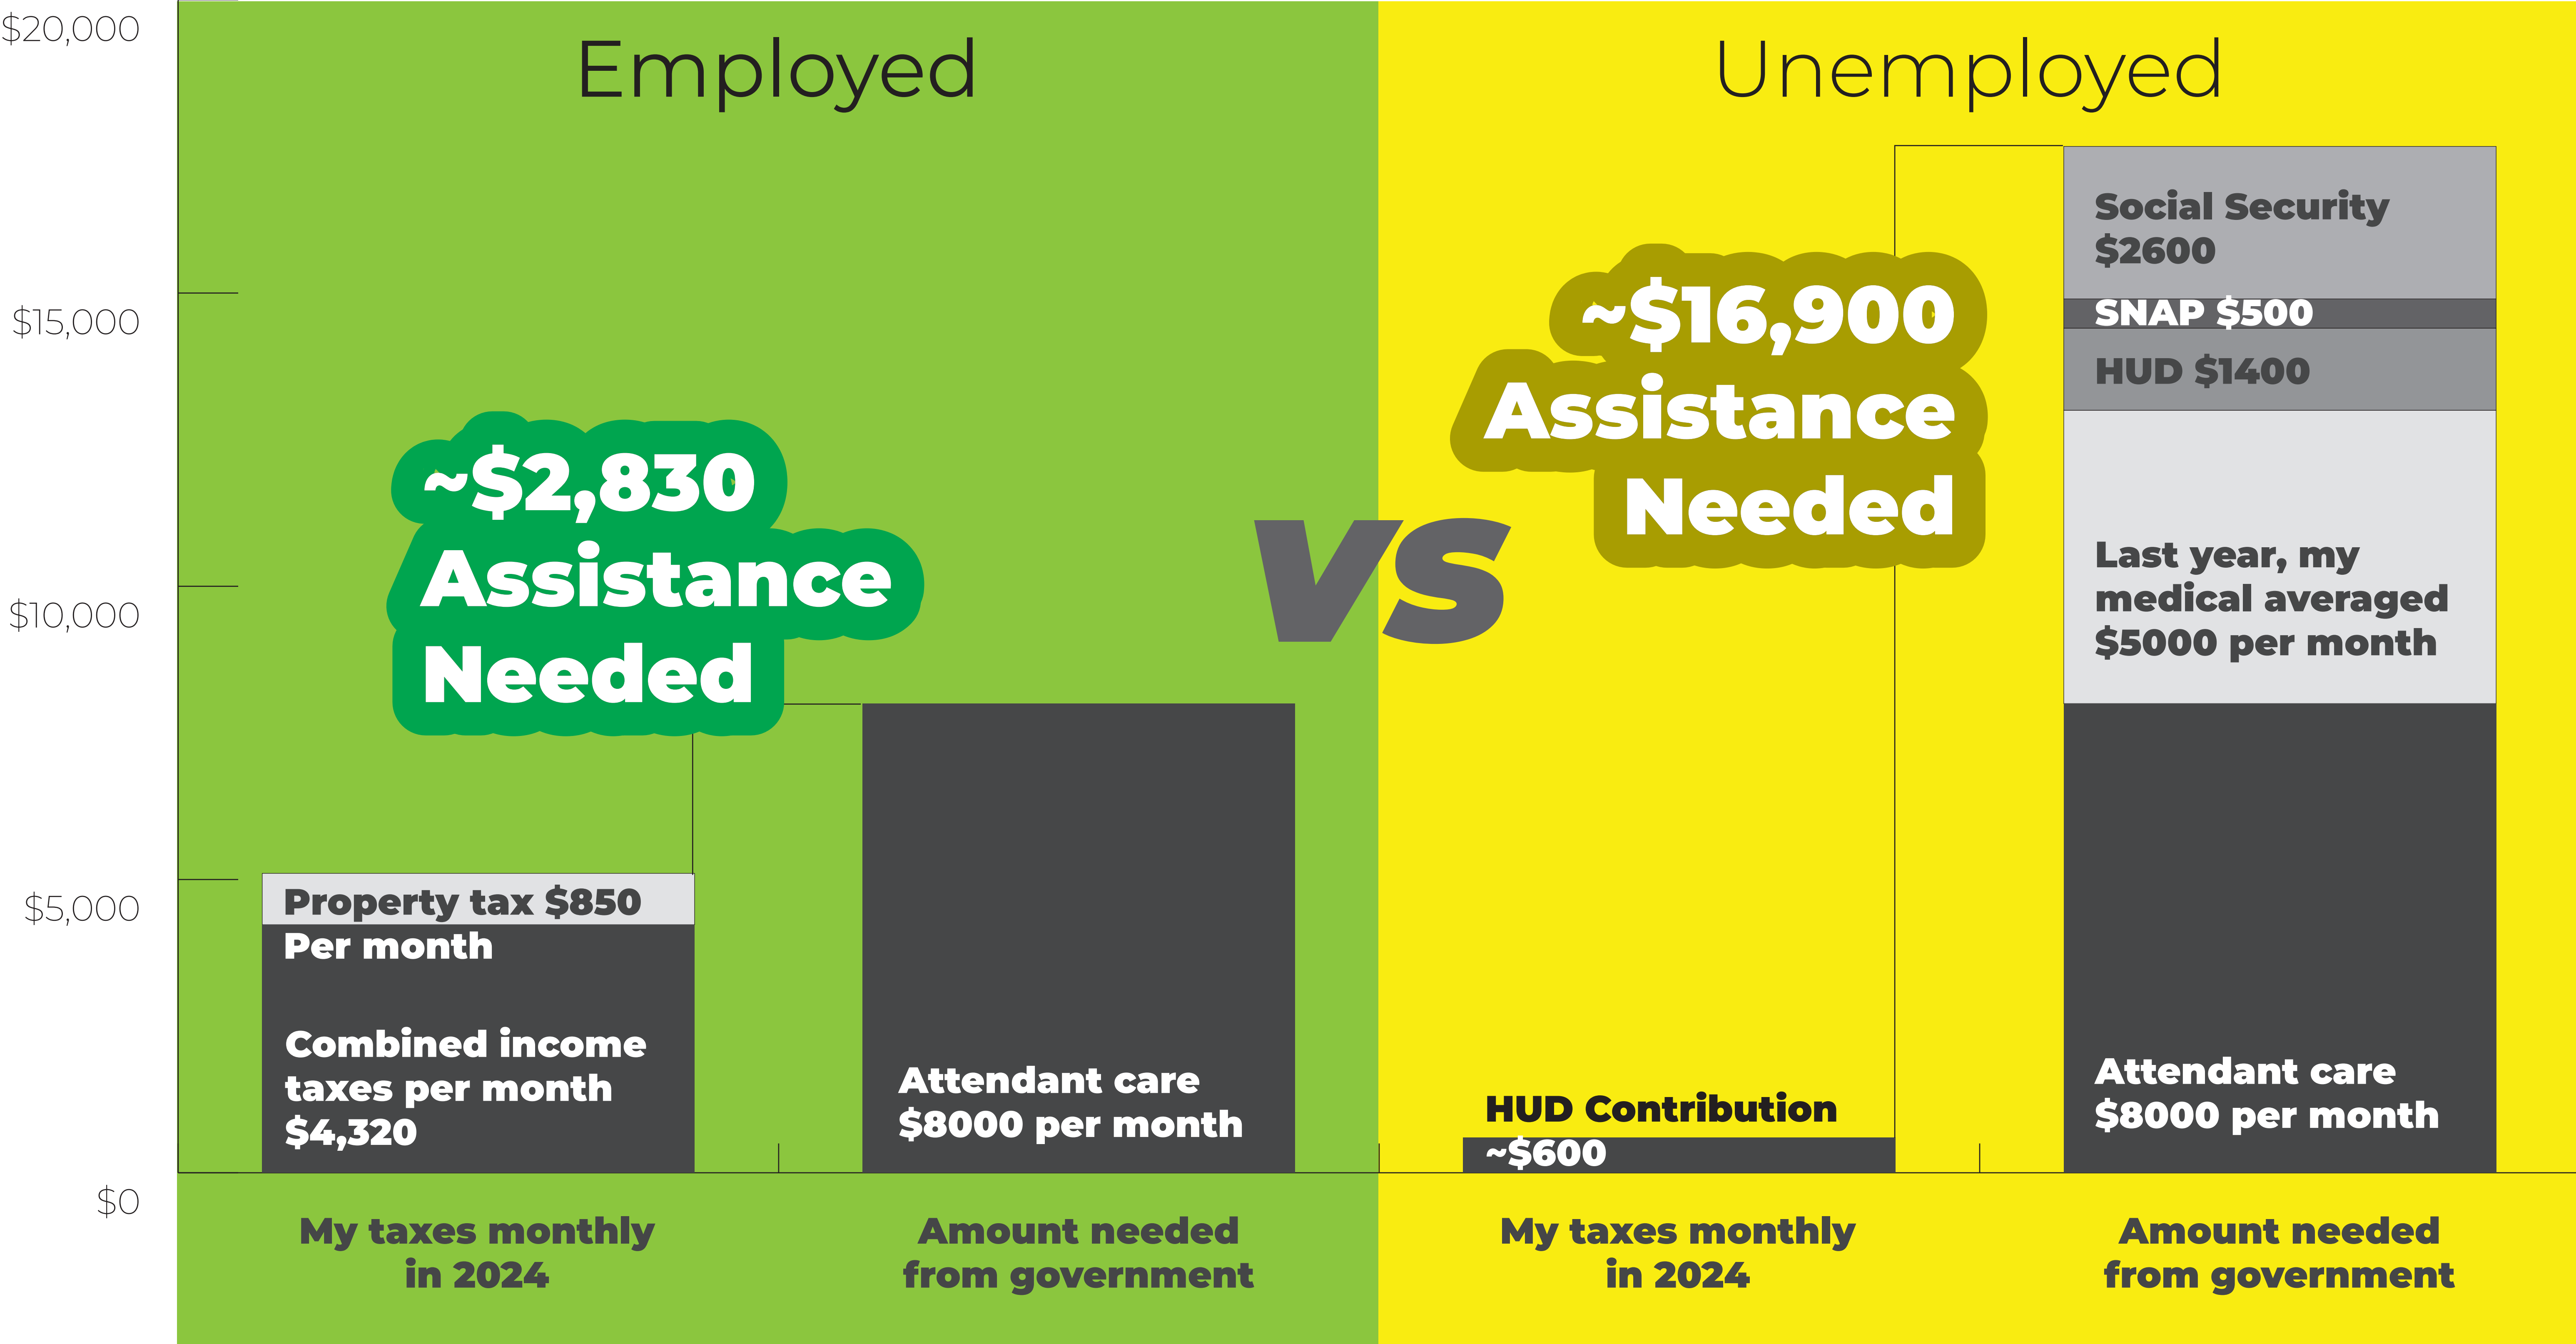 $20,000
$15,000
$10,000
$5,000
$0
Employed
~$2,830
Assistance
Needed
Property tax $850
Per month
Combined income
taxes per month
$4,320
Attendant care
$8000 per month
My taxes monthly
in 2024
Amount needed
from government
vs
Unemployed
~$16,900
Assistance
Needed
HUD Contribution
~$600
Social Security
$2600
SNAP $500
HUD $1400
Last year, my
medical averaged
$5000 per month
Attendant care
$8000 per month
My taxes monthly
in 2024
Amount needed
from government